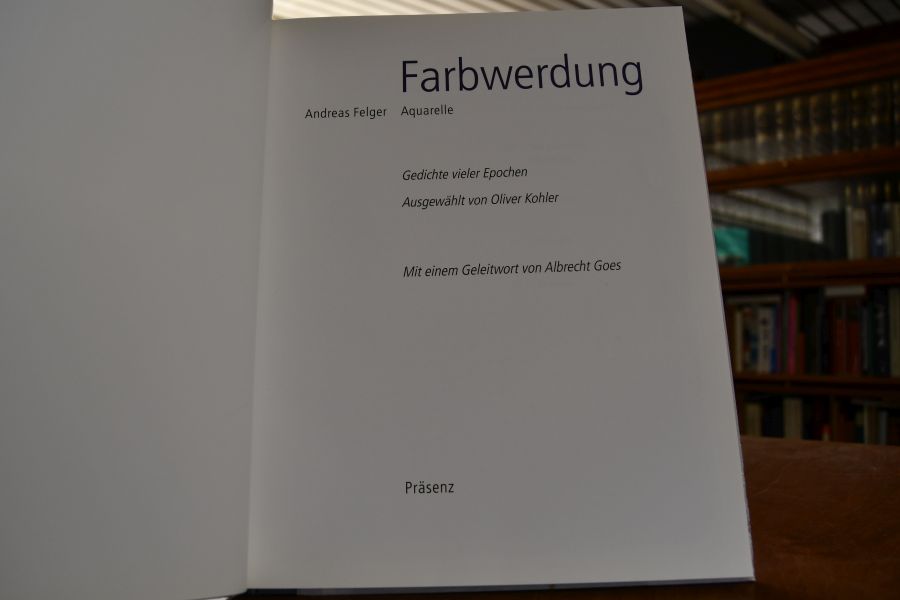 Farbwerdung
Andreas Felger Aquarelle
Gedichte vieler Epochen
Ausgewählt von Oliver Kohler
Mit einem Geleitwort von Albrecht Goes
Präsenz